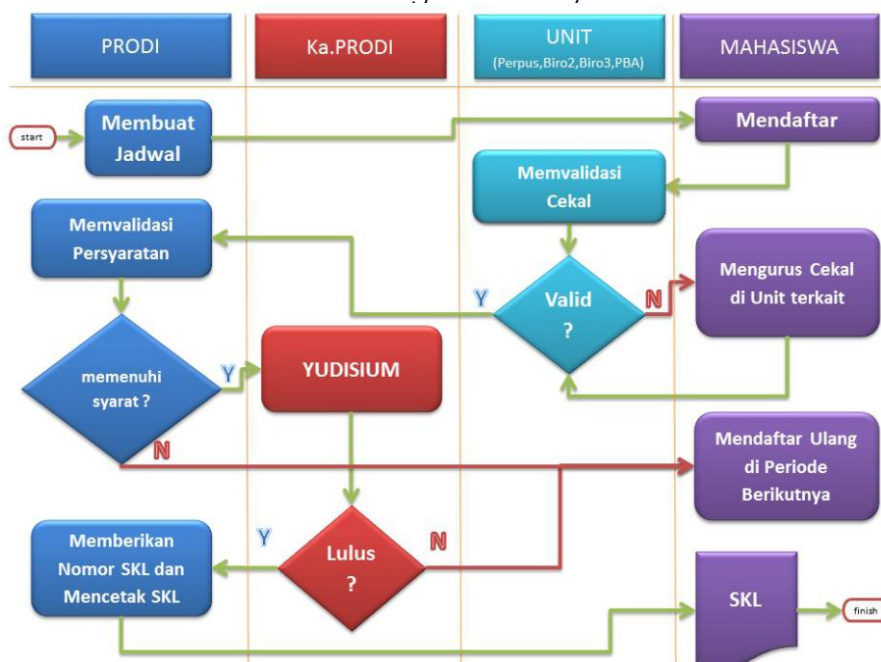 PRODI
Ka.PRODI
UNIT
(Perpus,Biro2,Biro3,PBA)
MAHASISWA
start
Membuat
Jadwal
Mendaftar
Memvalidasi
Cekal
Memvalidasi
Persyaratan
Valid
?
Y
N
Mengurus Cekal
di Unit terkait
memenuhi
syarat ?
Y
N
YUDISIUM
Mendaftar Ulang
di Periode
Berikutnya
Lulus
?
Y
N
Memberikan
Nomor SKL dan
Mencetak SKL
SKL
finish